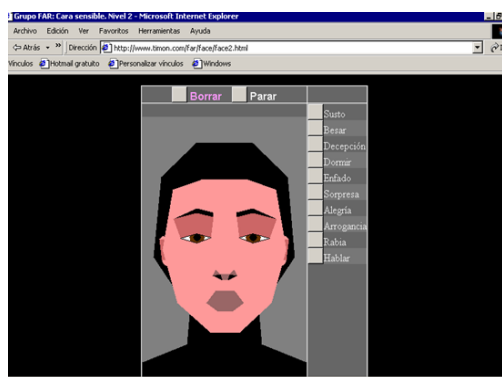 Grupo FAR: Cara sensible. Nivel 2 - Microsoft Internet Explorer
Archivo Edición Ver Favoritos Herramientas Ayuda
Atrás » Dirección http://www.timon.com/far/face/face2.html
Vínculos Hotmail gratuito Personalizar vínculos Windows
Borrar Parar
Susto
Besar
Decepción
Dormir
Enfado
Sorpresa
Alegría
Arrogancia
Rabia
Hablar